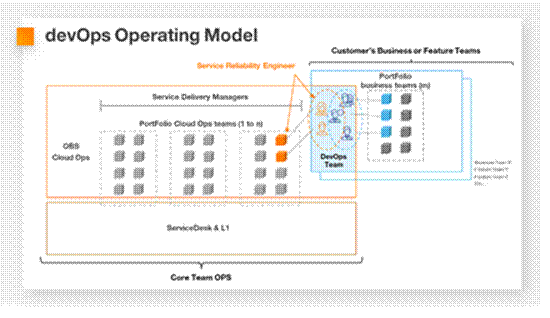 devOps Operating Model
Customer's Business or Feature Teams
Service Reliability Engineer
PortFolio
business teams (m)
Service Delivery Managers
PortFolio Cloud Ops teams (1 to n)
OBS
Cloud Ops
DevOps
Team
ServiceDesk & L1
Core Team OPS